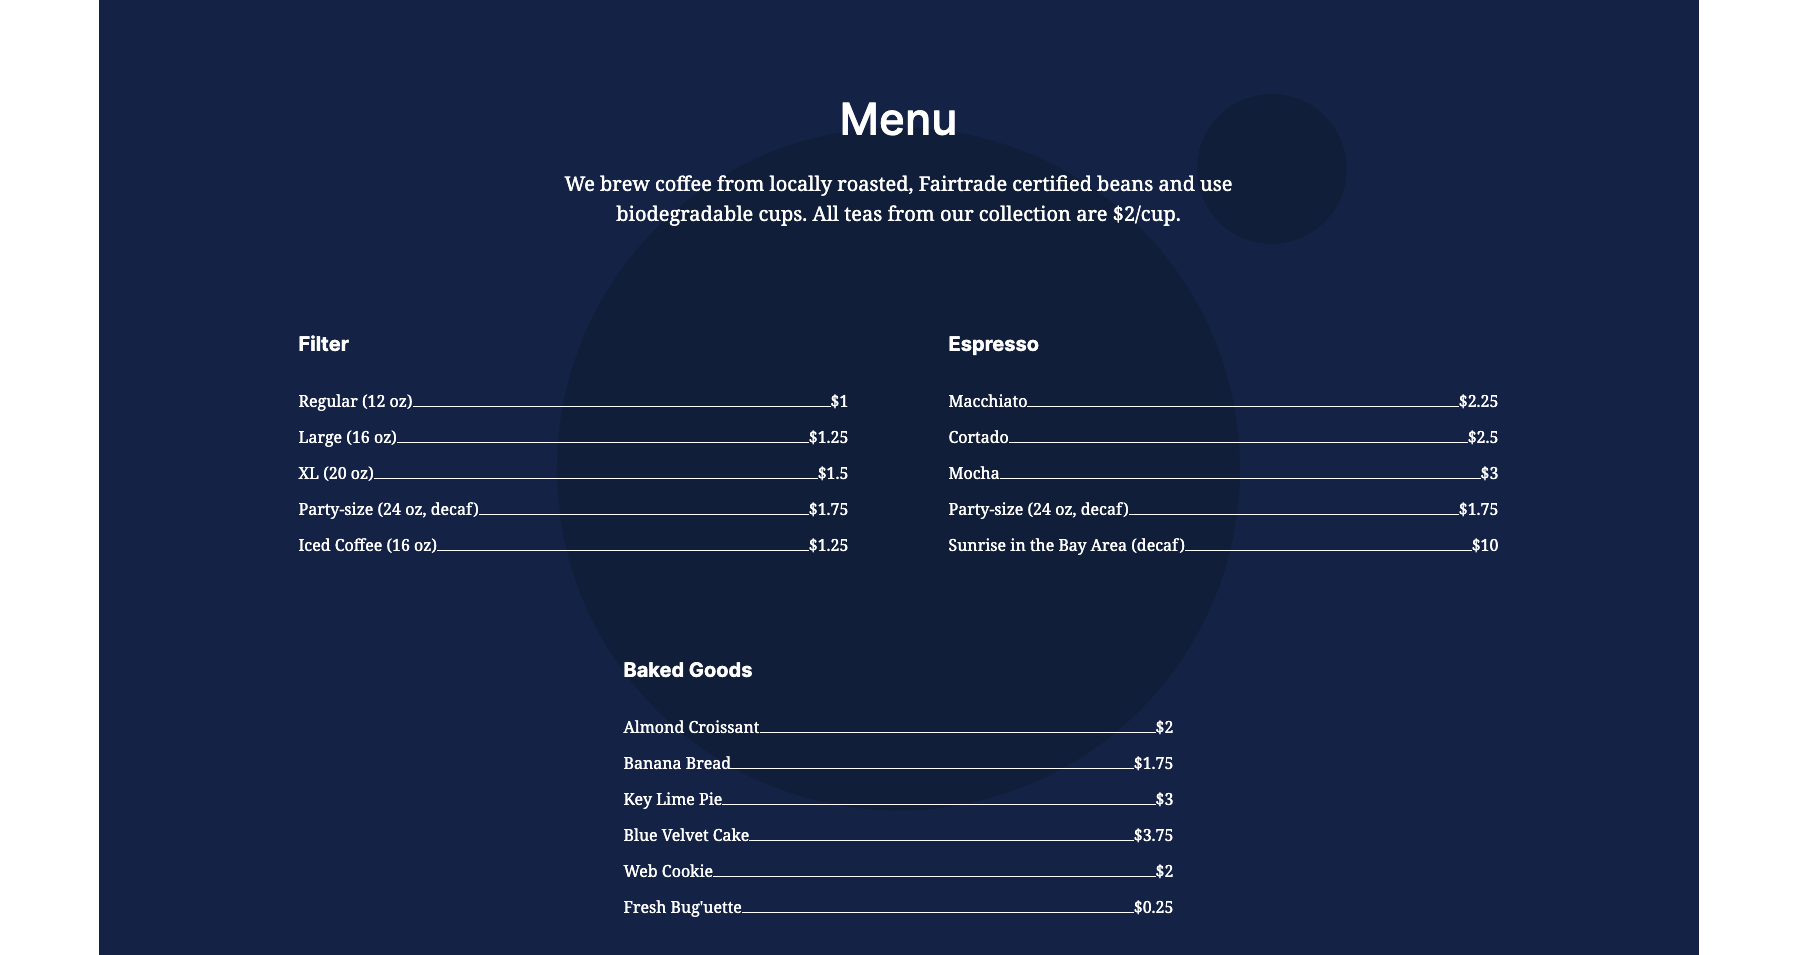 Menu
We brew coffee from locally roasted, Fairtrade certified beans and use
biodegradable cups. All teas from our collection are $2/cup.
Filter
Regular (12 oz) $1
Large (16 oz) $1.25
XL (20 oz) $1.5
Party-size (24 oz, decaf) $1.75
Iced Coffee (16 oz) $1.25
Espresso
Macchiato $2.25
Cortado $2.5
Mocha $3
Party-size (24 oz, decaf) $1.75
Sunrise in the Bay Area (decaf) $10
Baked Goods
Almond Croissant $2
Banana Bread $1.75
Key Lime Pie $3
Blue Velvet Cake $3.75
Web Cookie $2
Fresh Bug'uette $0.25